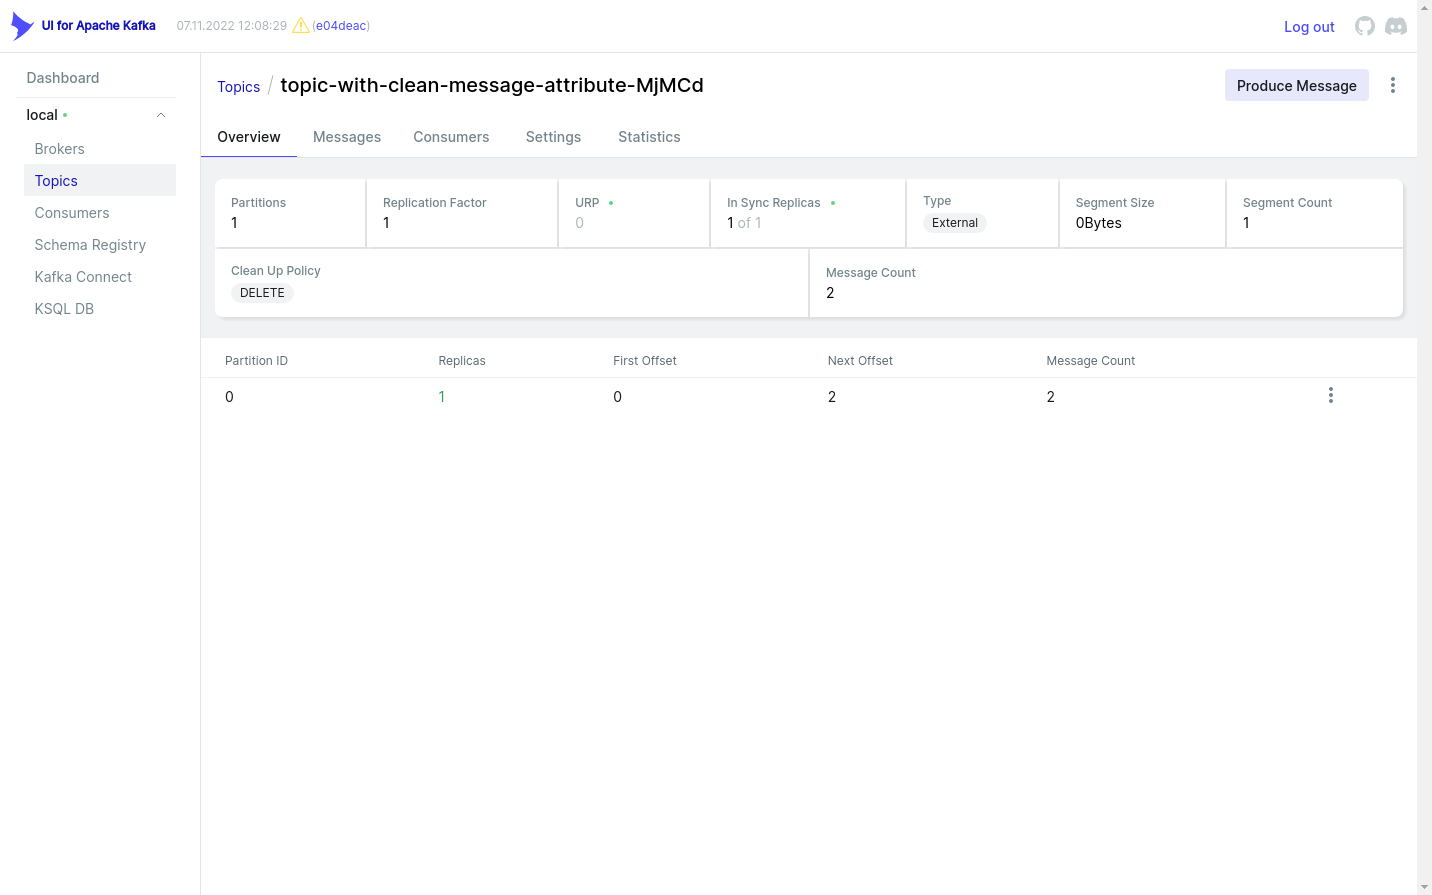 UI for Apache Kafka 07.11.2022 12:08:29 (e04deac) Log out
Dashboard
local
Brokers
Topics
Consumers
Schema Registry
Kafka Connect
KSQL DB
Topics / topic-with-clean-message-attribute-MjMCd Produce Message
Overview Messages Consumers Settings Statistics
Partitions Replication Factor URP In Sync Replicas Type Segment Size Segment Count
1 1 0 1 of 1 External 0Bytes 1
Clean Up Policy Message Count
DELETE 2
Partition ID Replicas First Offset Next Offset Message Count
0 1 0 2 2